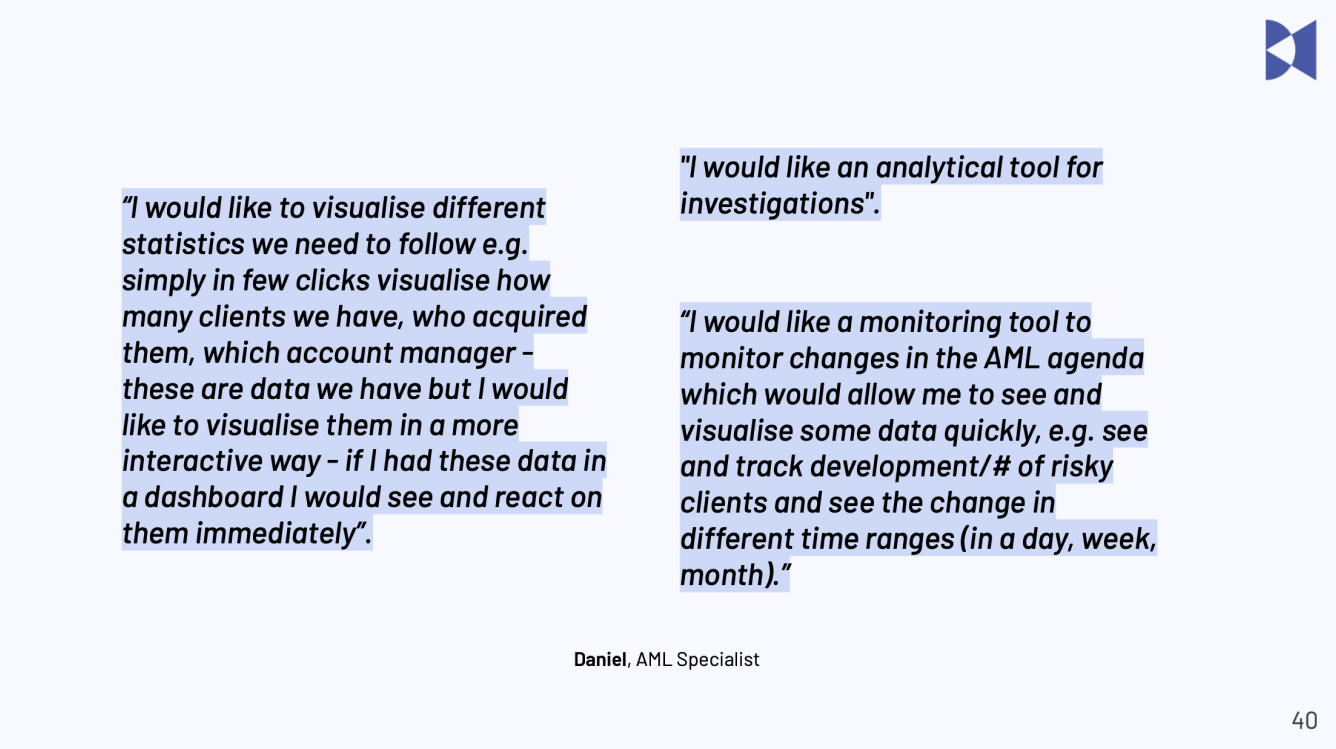 “I would like to visualise different
statistics we need to follow e.g.
simply in few clicks visualise how
many clients we have, who acquired
them, which account manager -
these are data we have but I would
like to visualise them in a more
interactive way - if I had these data in
a dashboard I would see and react on
them immediately”.
"I would like an analytical tool for
investigations".
“I would like a monitoring tool to
monitor changes in the AML agenda
which would allow me to see and
visualise some data quickly, e.g. see
and track development/# of risky
clients and see the change in
different time ranges (in a day, week,
month).”
Daniel, AML Specialist
40